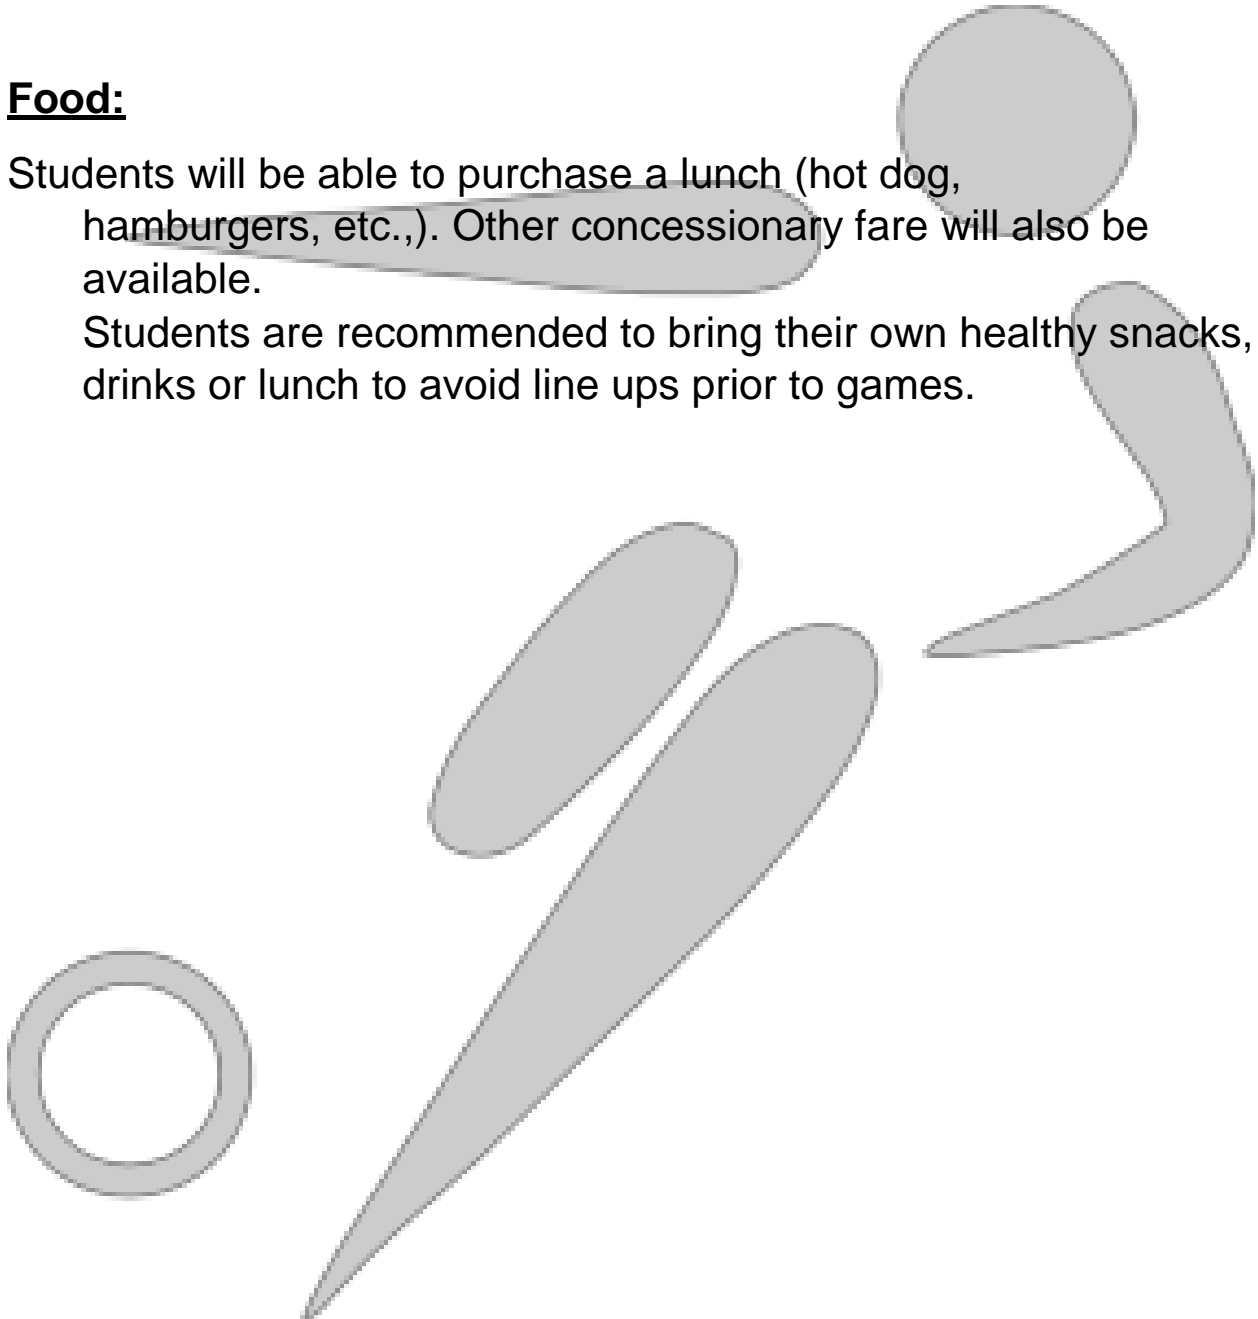 Food:
Students will be able to purchase a lunch (hot dog,
hamburgers, etc.,). Other concessionary fare will also be
available.
Students are recommended to bring their own healthy snacks,
drinks or lunch to avoid line ups prior to games.